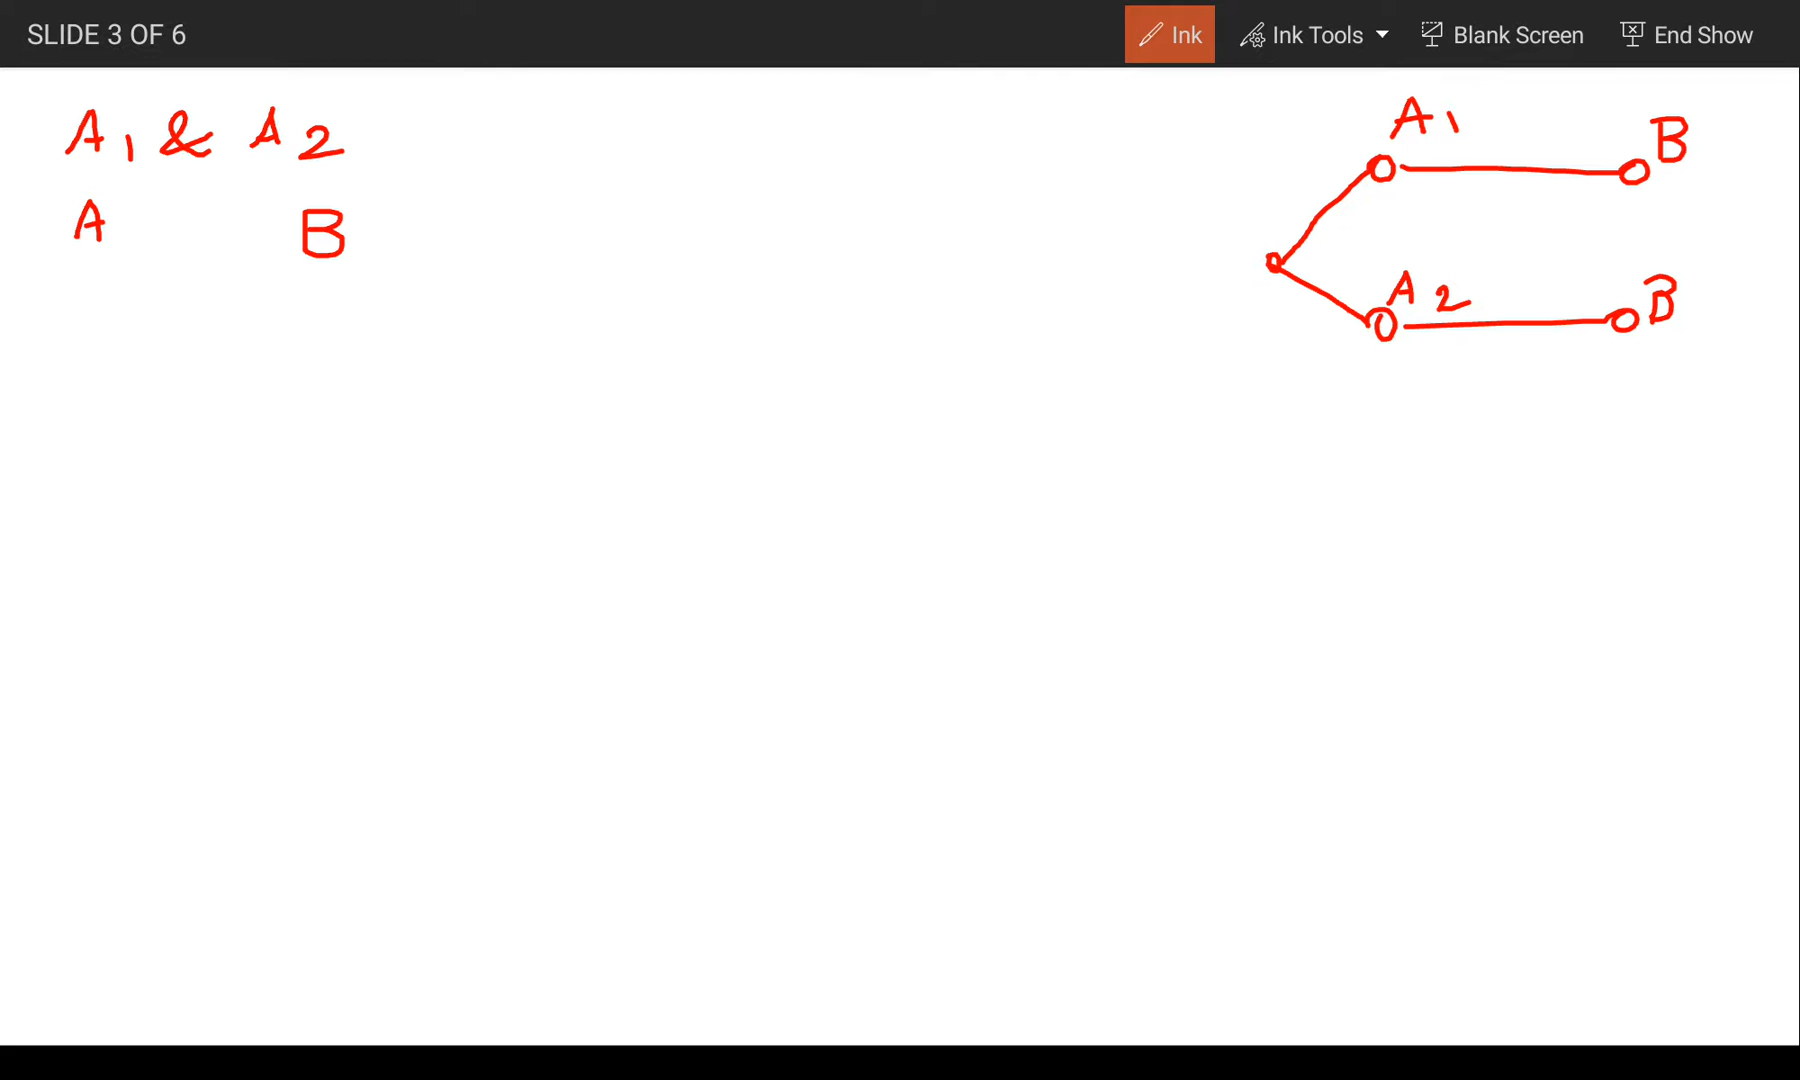 SLIDE 3 OF 6 Ink Ink Tools Blank Screen End Show
A1 & A2
A B
A1 B
A2 B